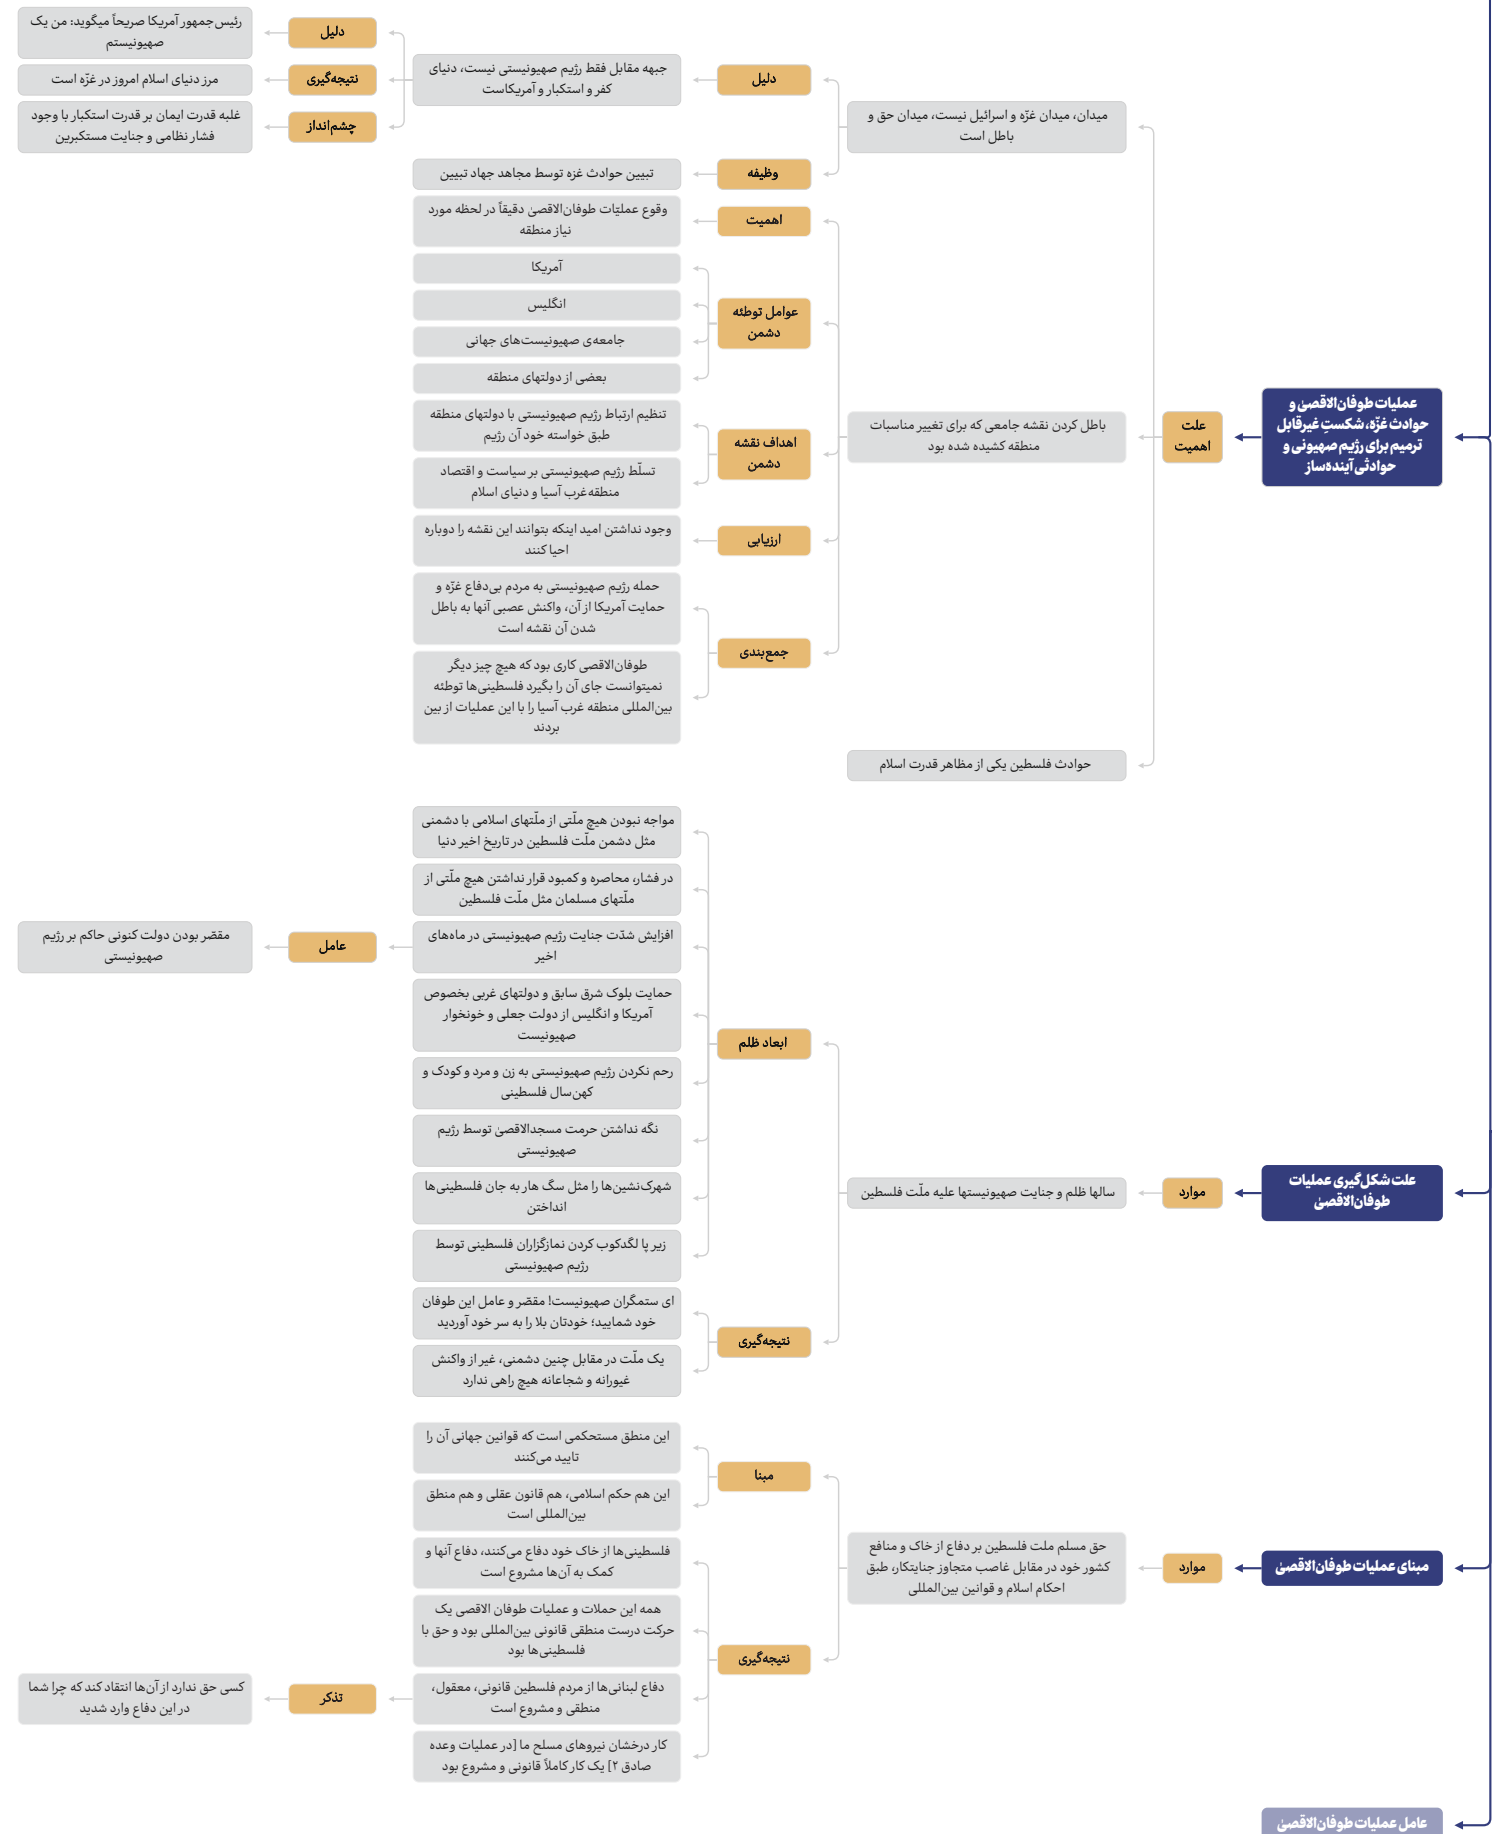 عملیات طوفان‌الاقصیٰ و
حوادث غزّه، شکستِ غیرقابل
ترمیم برای رژیم صهیونی و
حوادثی آینده‌ساز
علت
اهمیت
میدان، میدان غزّه و اسرائیل نیست، میدان حق و
باطل است
دلیل
جبهه مقابل فقط رژیم صهیونیستی نیست، دنیای
کفر و استکبار و آمریکاست
دلیل
رئیس‌جمهور آمریکا صریحاً میگوید: من یک
صهیونیستم
نتیجه‌گیری
مرز دنیای اسلام امروز در غزّه است
چشم‌انداز
غلبه قدرت ایمان بر قدرت استکبار با وجود
فشار نظامی و جنایت مستکبرین
وظیفه
تبیین حوادث غزه توسط مجاهد جهاد تبیین
باطل کردن نقشه جامعی که برای تغییر مناسبات
منطقه کشیده شده بود
اهمیت
وقوع عملیّات طوفان‌الاقصیٰ دقیقاً در لحظه مورد
نیاز منطقه
عوامل توطئه
دشمن
آمریکا
انگلیس
جامعه‌ی صهیونیست‌های جهانی
بعضی از دولتهای منطقه
اهداف نقشه
دشمن
تنظیم ارتباط رژیم صهیونیستی با دولتهای منطقه
طبق خواسته خود آن رژیم
تسلّط رژیم صهیونیستی بر سیاست و اقتصاد
منطقه‌غرب آسیا و دنیای اسلام
ارزیابی
وجود نداشتن امید اینکه بتوانند این نقشه را دوباره
احیا کنند
جمع‌بندی
حمله رژیم صهیونیستی به مردم بی‌دفاع غزّه و
حمایت آمریکا از آن، واکنش عصبی آنها به باطل
شدن آن نقشه است
طوفان‌الاقصی کاری بود که هیچ چیز دیگر
نمیتوانست جای آن را بگیرد فلسطینی‌ها توطئه
بین‌المللی منطقه غرب آسیا را با این عملیات از بین
بردند
حوادث فلسطین یکی از مظاهر قدرت اسلام
علت شکل‌گیری عملیات
طوفان‌الاقصیٰ
موارد
سالها ظلم و جنایت صهیونیستها علیه ملّت فلسطین
ابعاد ظلم
مواجه نبودن هیچ ملّتی از ملّتهای اسلامی با دشمنی
مثل دشمن ملّت فلسطین در تاریخ اخیر دنیا
در فشار، محاصره و کمبود قرار نداشتن هیچ ملّتی از
ملّتهای مسلمان مثل ملّت فلسطین
افزایش شدّت جنایت رژیم صهیونیستی در ماه‌های
اخیر
عامل
مقصّر بودن دولت کنونی حاکم بر رژیم
صهیونیستی
حمایت بلوک شرق سابق و دولتهای غربی بخصوص
آمریکا و انگلیس از دولت جعلی و خونخوار
صهیونیست
رحم نکردن رژیم صهیونیستی به زن و مرد و کودک و
کهن‌سال فلسطینی
نگه نداشتن حرمت مسجدالاقصیٰ توسط رژیم
صهیونیستی
شهرک‌نشین‌ها را مثل سگ هار به جان فلسطینی‌ها
انداختن
زیر پا لگدکوب کردن نمازگزاران فلسطینی توسط
رژیم صهیونیستی
نتیجه‌گیری
ای ستمگران صهیونیست! مقصّر و عامل این طوفان
خود شمایید؛ خودتان بلا را به سر خود آوردید
یک ملّت در مقابل چنین دشمنی، غیر از واکنش
غیورانه و شجاعانه هیچ راهی ندارد
مبنای عملیات طوفان‌الاقصیٰ
موارد
حق مسلم ملت فلسطین بر دفاع از خاک و منافع
کشور خود در مقابل غاصب متجاوز جنایتکار، طبق
احکام اسلام و قوانین بین‌المللی
مبنا
این منطق مستحکمی است که قوانین جهانی آن را
تایید می‌کنند
این هم حکم اسلامی، هم قانون عقلی و هم منطق
بین‌المللی است
نتیجه‌گیری
فلسطینی‌ها از خاک خود دفاع می‌کنند، دفاع آنها و
کمک به آن‌ها مشروع است
همه این حملات و عملیات طوفان الاقصی یک
حرکت درست منطقی قانونی بین‌المللی بود و حق با
فلسطینی‌ها بود
دفاع لبنانی‌ها از مردم فلسطین قانونی، معقول،
منطقی و مشروع است
تذکر
کسی حق ندارد از آن‌ها انتقاد کند که چرا شما
در این دفاع وارد شدید
کار درخشان نیروهای مسلح ما [در عملیات وعده
صادق ۲] یک کار کاملاً قانونی و مشروع بود
عامل عملیات طوفان‌الاقصیٰ